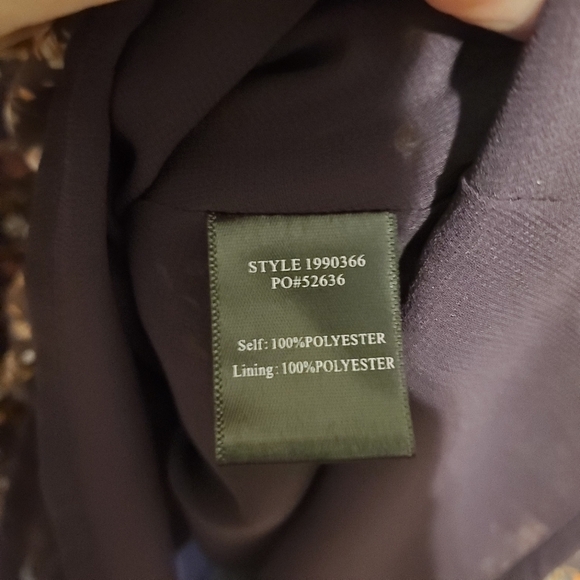 STYLE 1990366
PO#52636
Self: 100%POLYESTER
Lining: 100%POLYESTER